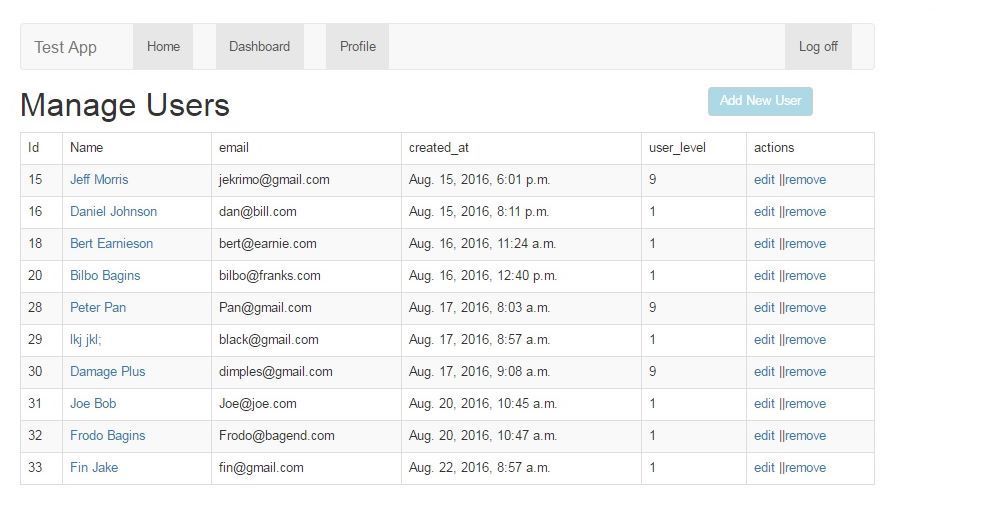 Test App Home Dashboard Profile Log off
Manage Users Add New User
Id Name email created_at user_level actions
15 Jeff Morris jekrimo@gmail.com Aug. 15, 2016, 6:01 p.m. 9 edit ||remove
16 Daniel Johnson dan@bill.com Aug. 15, 2016, 8:11 p.m. 1 edit ||remove
18 Bert Earnieson bert@earnie.com Aug. 16, 2016, 11:24 a.m. 1 edit ||remove
20 Bilbo Bagins bilbo@franks.com Aug. 16, 2016, 12:40 p.m. 1 edit ||remove
28 Peter Pan Pan@gmail.com Aug. 17, 2016, 8:03 a.m. 9 edit ||remove
29 lkj jkl; black@gmail.com Aug. 17, 2016, 8:57 a.m. 1 edit ||remove
30 Damage Plus dimples@gmail.com Aug. 17, 2016, 9:08 a.m. 9 edit ||remove
31 Joe Bob Joe@joe.com Aug. 20, 2016, 10:45 a.m. 1 edit ||remove
32 Frodo Bagins Frodo@bagend.com Aug. 20, 2016, 10:47 a.m. 1 edit ||remove
33 Fin Jake fin@gmail.com Aug. 22, 2016, 8:57 a.m. 1 edit ||remove